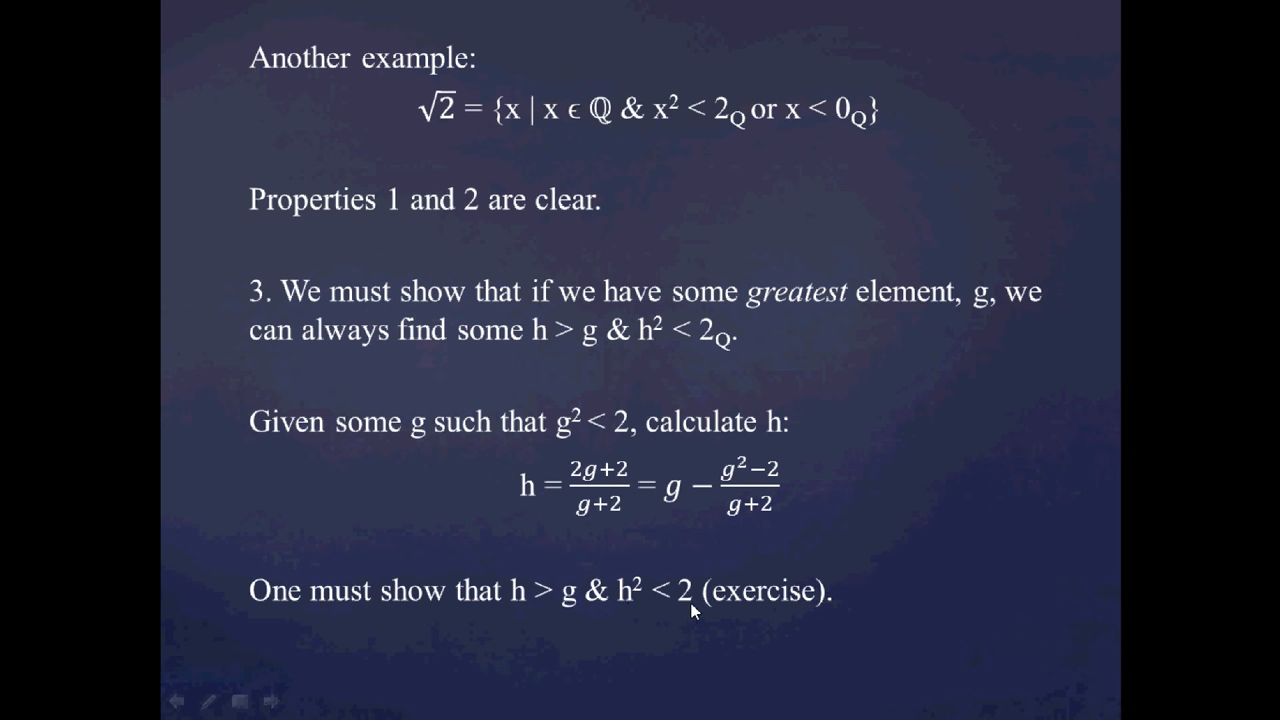 Another example:
√2 = {x | x ϵ ℚ & x² < 2_Q or x < 0_Q}
Properties 1 and 2 are clear.
3. We must show that if we have some greatest element, g, we
can always find some h > g & h² < 2_Q.
Given some g such that g² < 2, calculate h:
h = (2g+2)/(g+2) = g − (g²−2)/(g+2)
One must show that h > g & h² < 2 (exercise).